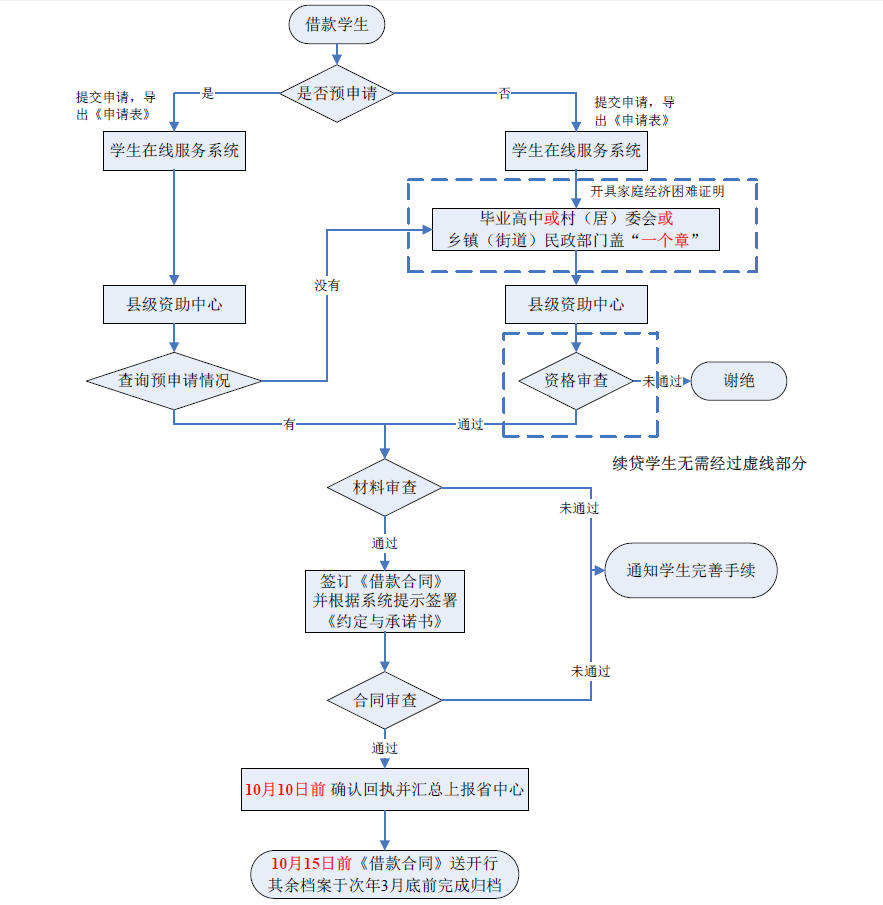 借款学生
是否预申请
是
否
提交申请，导
出《申请表》
提交申请，导
出《申请表》
学生在线服务系统
学生在线服务系统
开具家庭经济困难证明
毕业高中或村（居）委会或
乡镇（街道）民政部门盖“一个章”
没有
县级资助中心
县级资助中心
查询预申请情况
资格审查
未通过
谢绝
有
通过
续贷学生无需经过虚线部分
材料审查
未通过
通过
通知学生完善手续
签订《借款合同》
并根据系统提示签署
《约定与承诺书》
未通过
合同审查
通过
10月10日前 确认回执并汇总上报省中心
10月15日前《借款合同》送开行
其余档案于次年3月底前完成归档